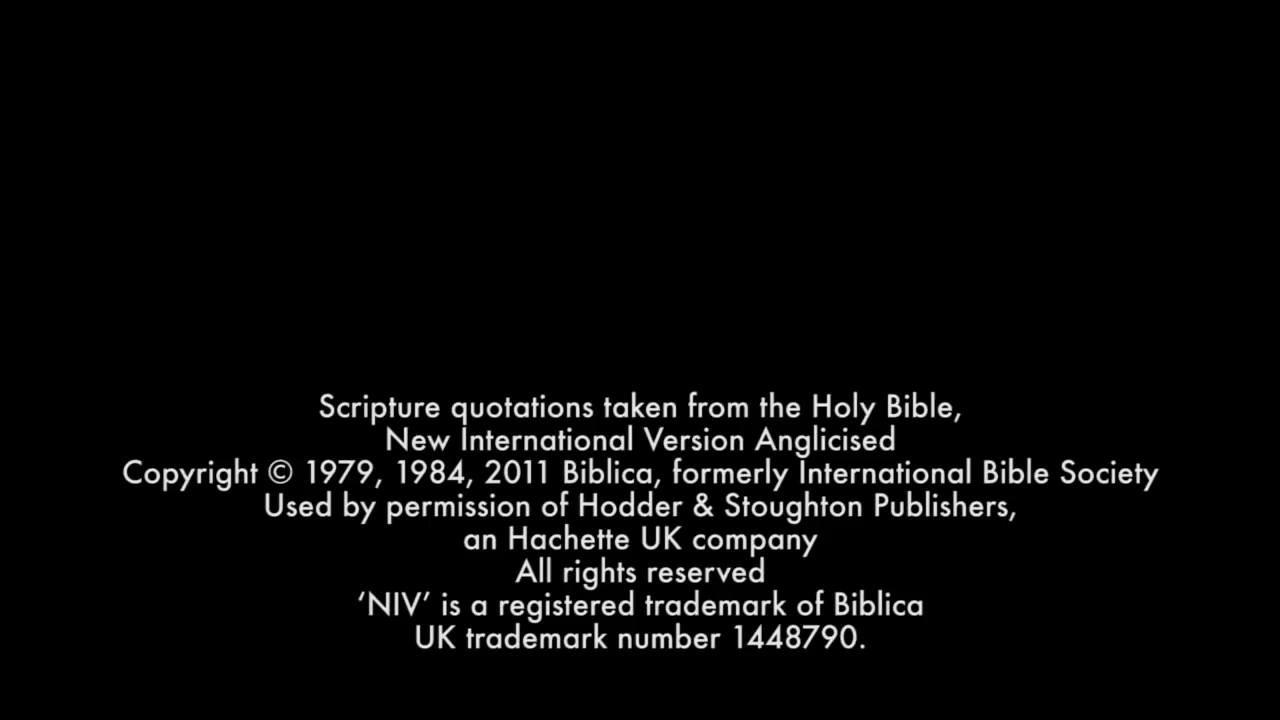 Scripture quotations taken from the Holy Bible,
New International Version Anglicised
Copyright © 1979, 1984, 2011 Biblica, formerly International Bible Society
Used by permission of Hodder & Stoughton Publishers,
an Hachette UK company
All rights reserved
‘NIV’ is a registered trademark of Biblica
UK trademark number 1448790.